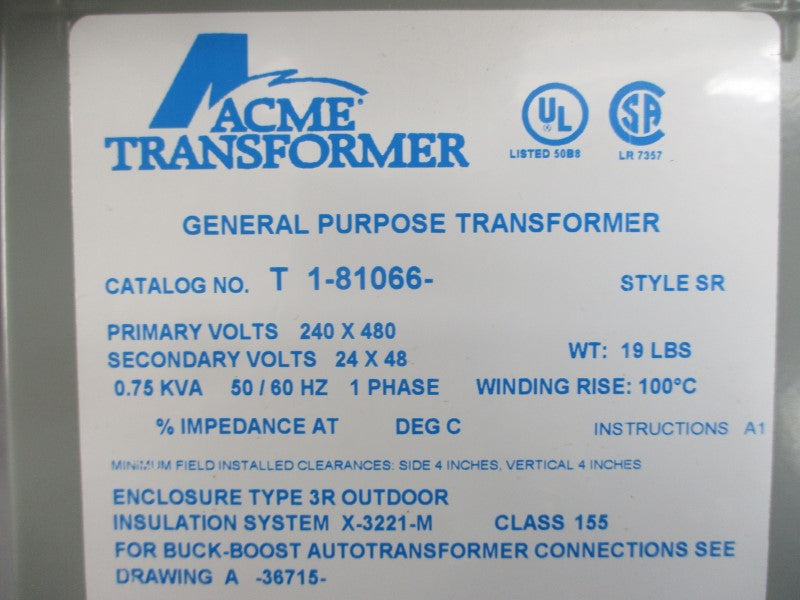 ACME
TRANSFORMER
UL
LISTED 50B8
SA
LR 7357
GENERAL PURPOSE TRANSFORMER
CATALOG NO. T 1-81066-
STYLE SR
PRIMARY VOLTS 240 X 480
SECONDARY VOLTS 24 X 48
WT: 19 LBS
0.75 KVA 50 / 60 HZ 1 PHASE WINDING RISE: 100°C
% IMPEDANCE AT DEG C
INSTRUCTIONS A1
MINIMUM FIELD INSTALLED CLEARANCES: SIDE 4 INCHES, VERTICAL 4 INCHES
ENCLOSURE TYPE 3R OUTDOOR
INSULATION SYSTEM X-3221-M CLASS 155
FOR BUCK-BOOST AUTOTRANSFORMER CONNECTIONS SEE
DRAWING A -36715-